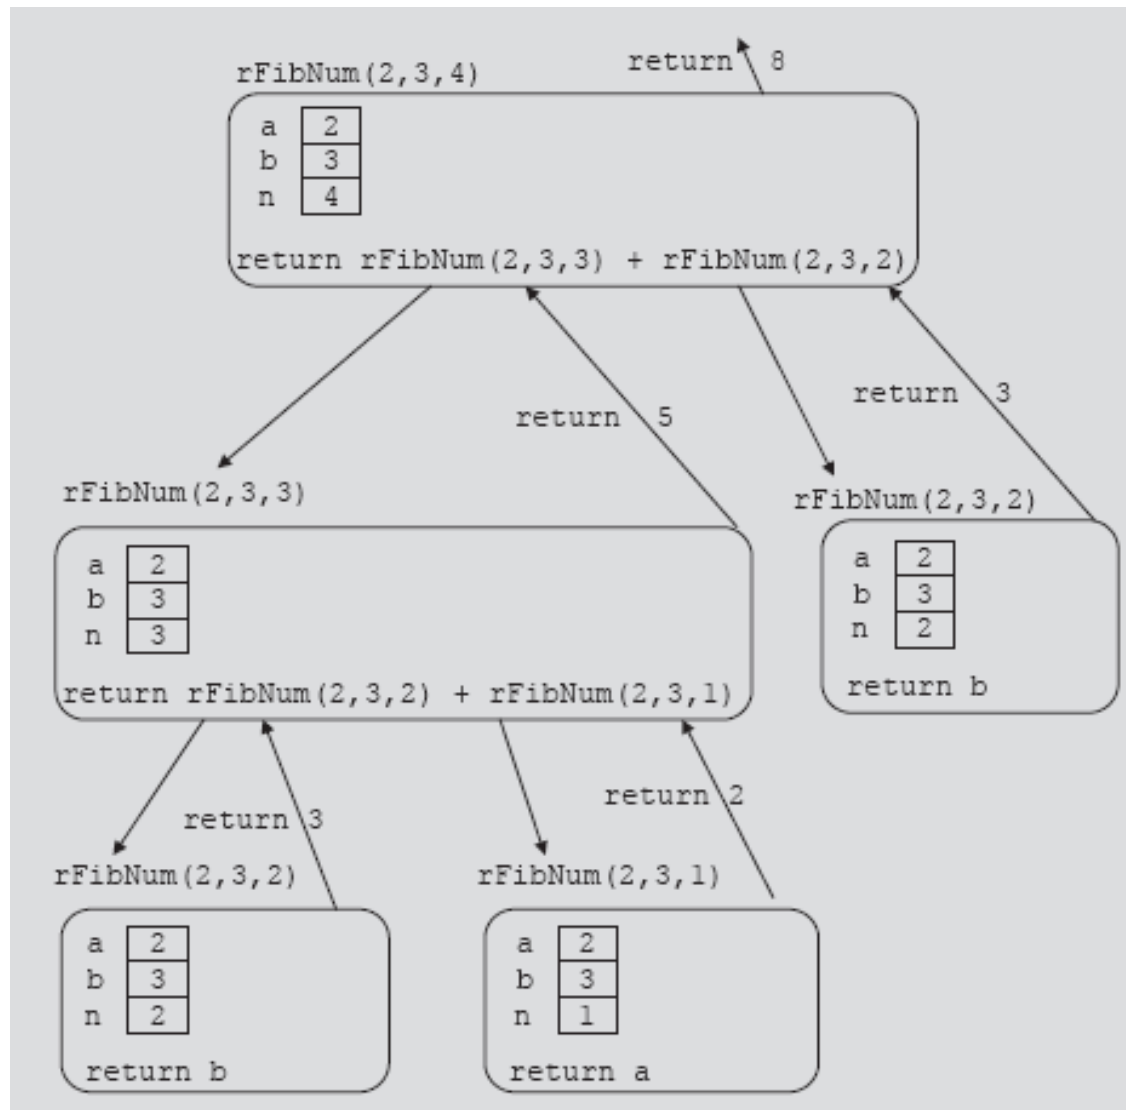 rFibNum(2,3,4)
return 8
a 2
b 3
n 4
return rFibNum(2,3,3) + rFibNum(2,3,2)
return 5
return 3
rFibNum(2,3,3)
a 2
b 3
n 3
return rFibNum(2,3,2) + rFibNum(2,3,1)
rFibNum(2,3,2)
a 2
b 3
n 2
return b
return 3
return 2
rFibNum(2,3,2)
a 2
b 3
n 2
return b
rFibNum(2,3,1)
a 2
b 3
n 1
return a